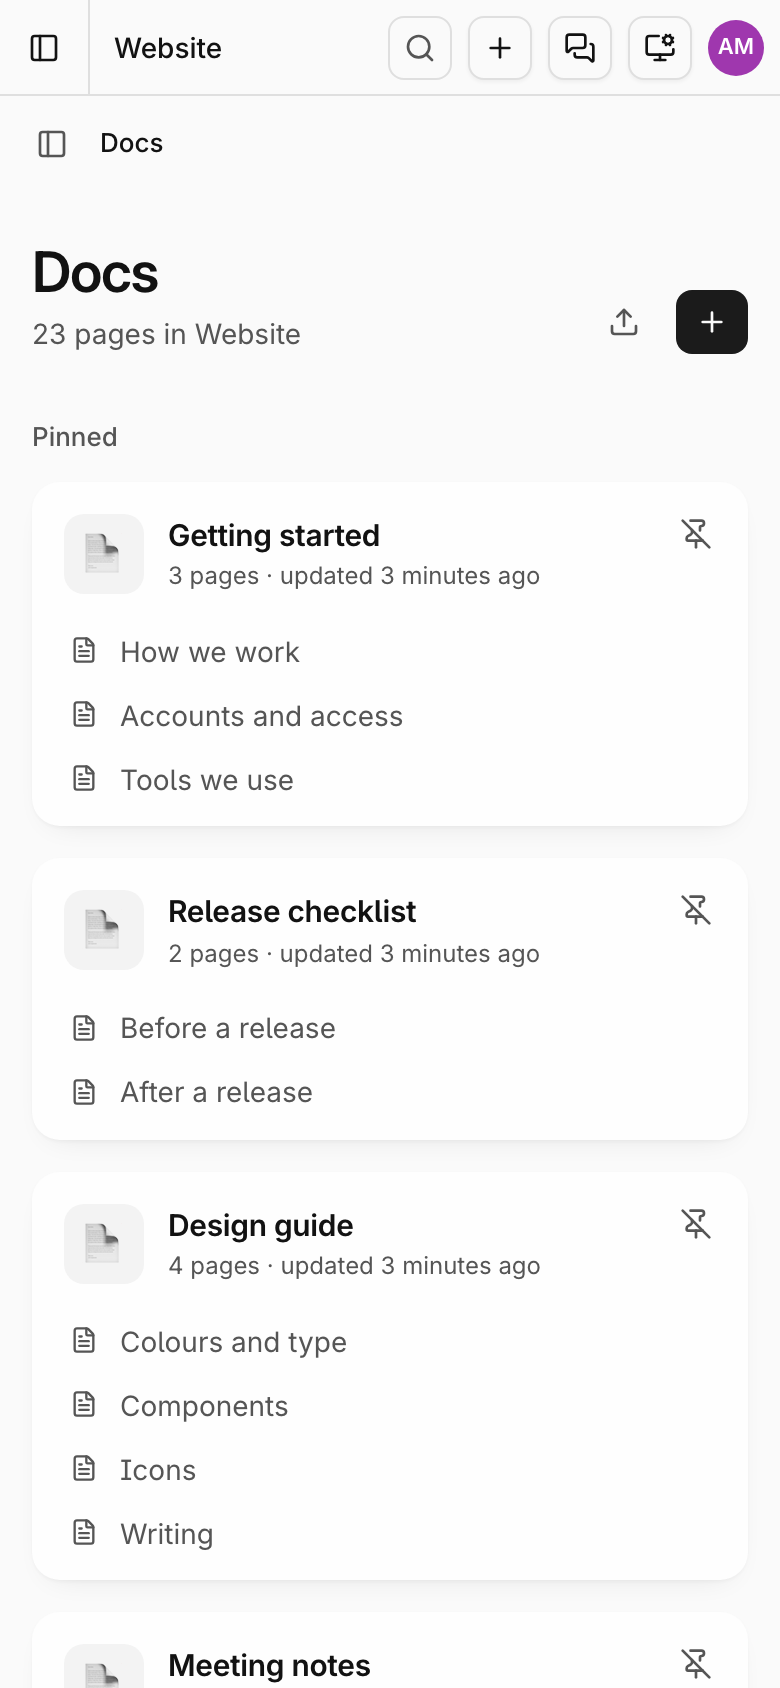 Website
AM
Docs
Docs
23 pages in Website
Pinned
Getting started
3 pages · updated 3 minutes ago
How we work
Accounts and access
Tools we use
Release checklist
2 pages · updated 3 minutes ago
Before a release
After a release
Design guide
4 pages · updated 3 minutes ago
Colours and type
Components
Icons
Writing
Meeting notes